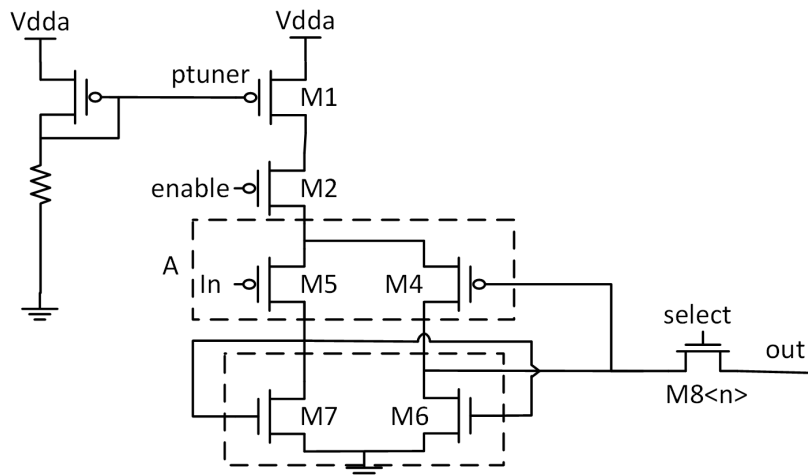 Vdda
Vdda
ptuner
M1
enable
M2
A
In
M5
M4
select
out
M8<n>
M7
M6